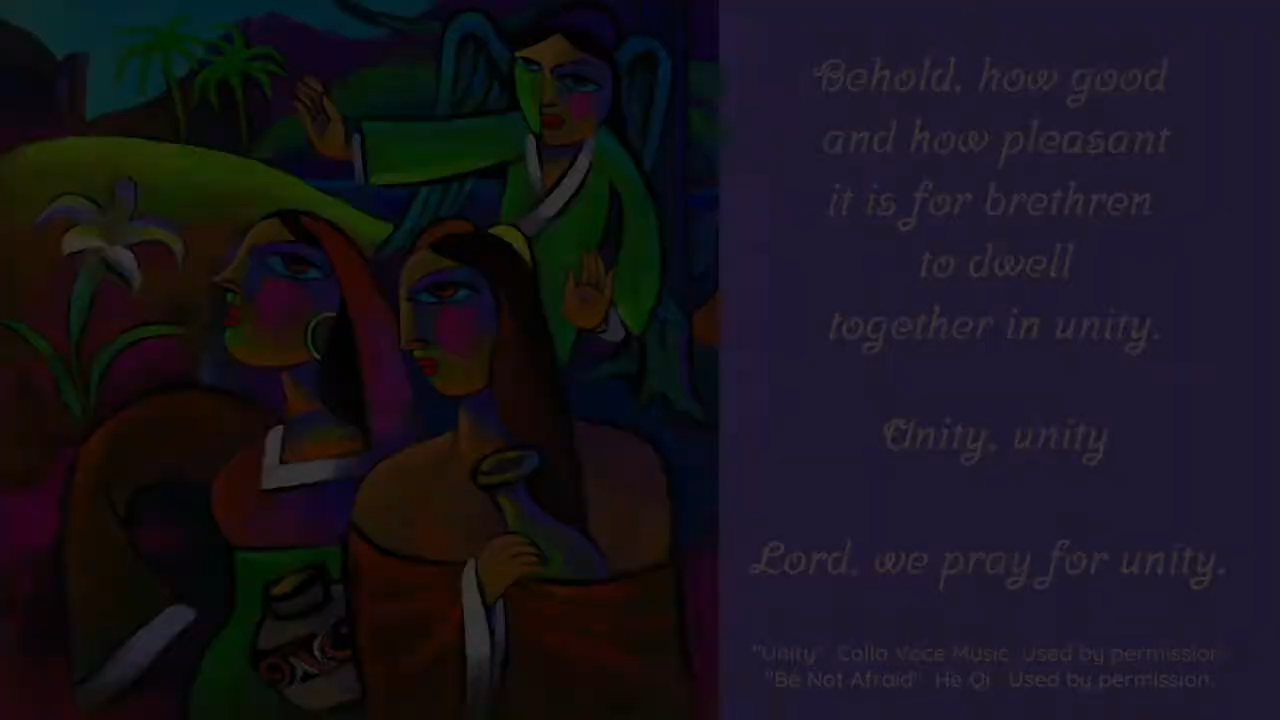 Behold, how good
and how pleasant
it is for brethren
to dwell
together in unity.
Unity, unity
Lord, we pray for unity.
"Unity" Colla Voce Music Used by permission.
"Be Not Afraid" He Qi Used by permission.